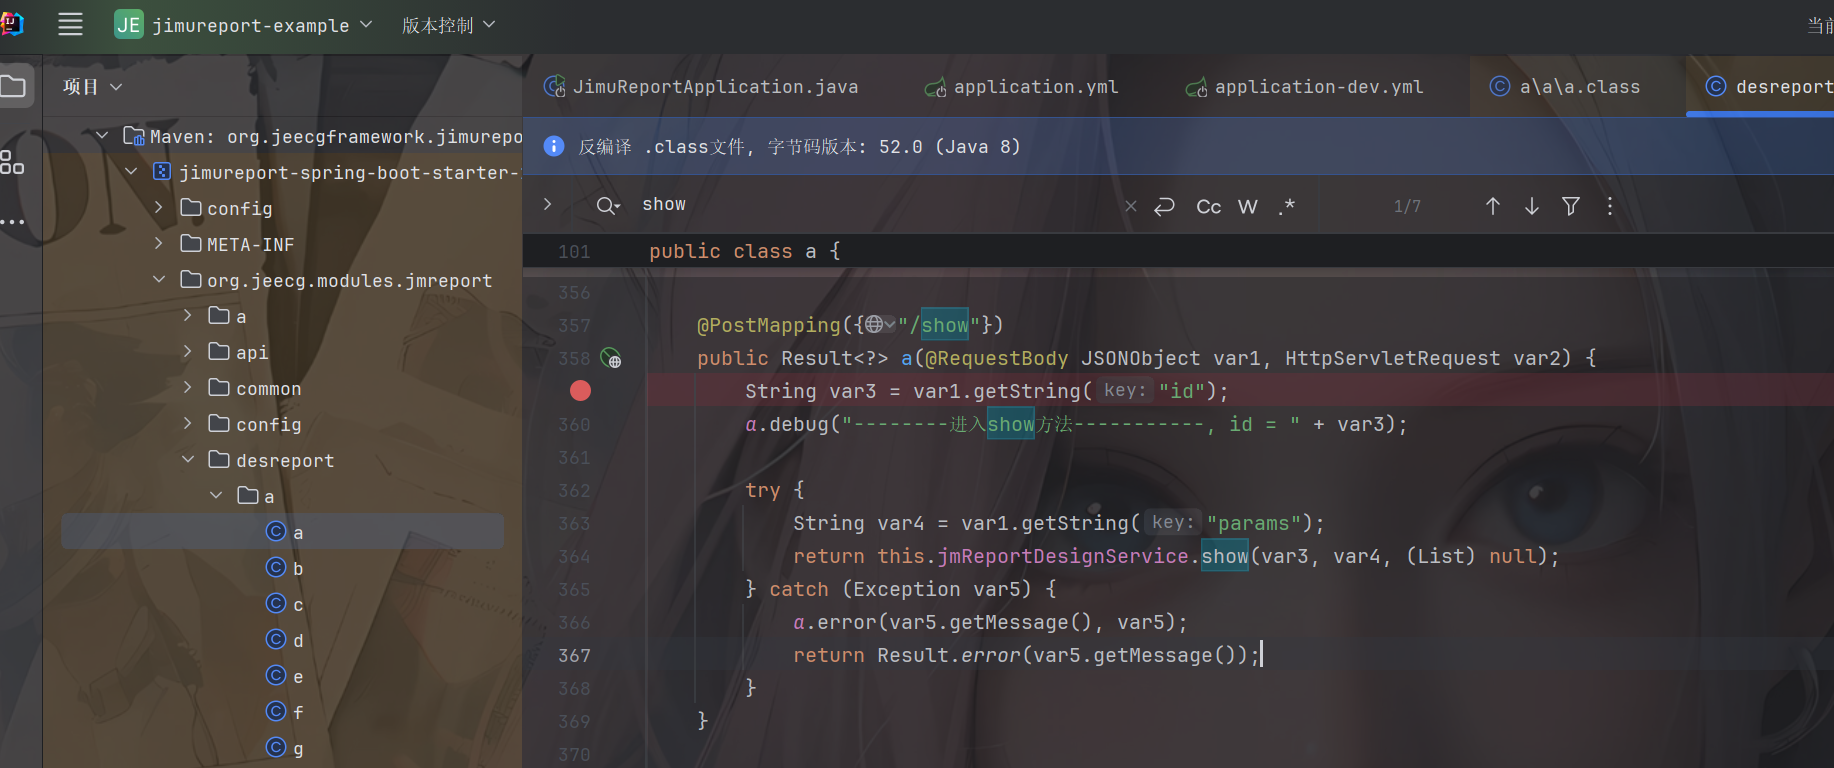 JE jimureport-example 版本控制
项目
JimuReportApplication.java application.yml application-dev.yml a\a\a.class desreport
Maven: org.jeecgframework.jimurepo
jimureport-spring-boot-starter-
config
META-INF
org.jeecg.modules.jmreport
a
api
common
config
desreport
a
a
b
c
d
e
f
g
反编译 .class文件, 字节码版本: 52.0 (Java 8)
show Cc W .* 1/7
101 public class a {
356
357 @PostMapping({"/show"})
358 public Result<?> a(@RequestBody JSONObject var1, HttpServletRequest var2) {
String var3 = var1.getString( key: "id");
360 a.debug("--------进入show方法-----------, id = " + var3);
361
362 try {
363 String var4 = var1.getString( key: "params");
364 return this.jmReportDesignService.show(var3, var4, (List) null);
365 } catch (Exception var5) {
366 a.error(var5.getMessage(), var5);
367 return Result.error(var5.getMessage());
368 }
369 }
370